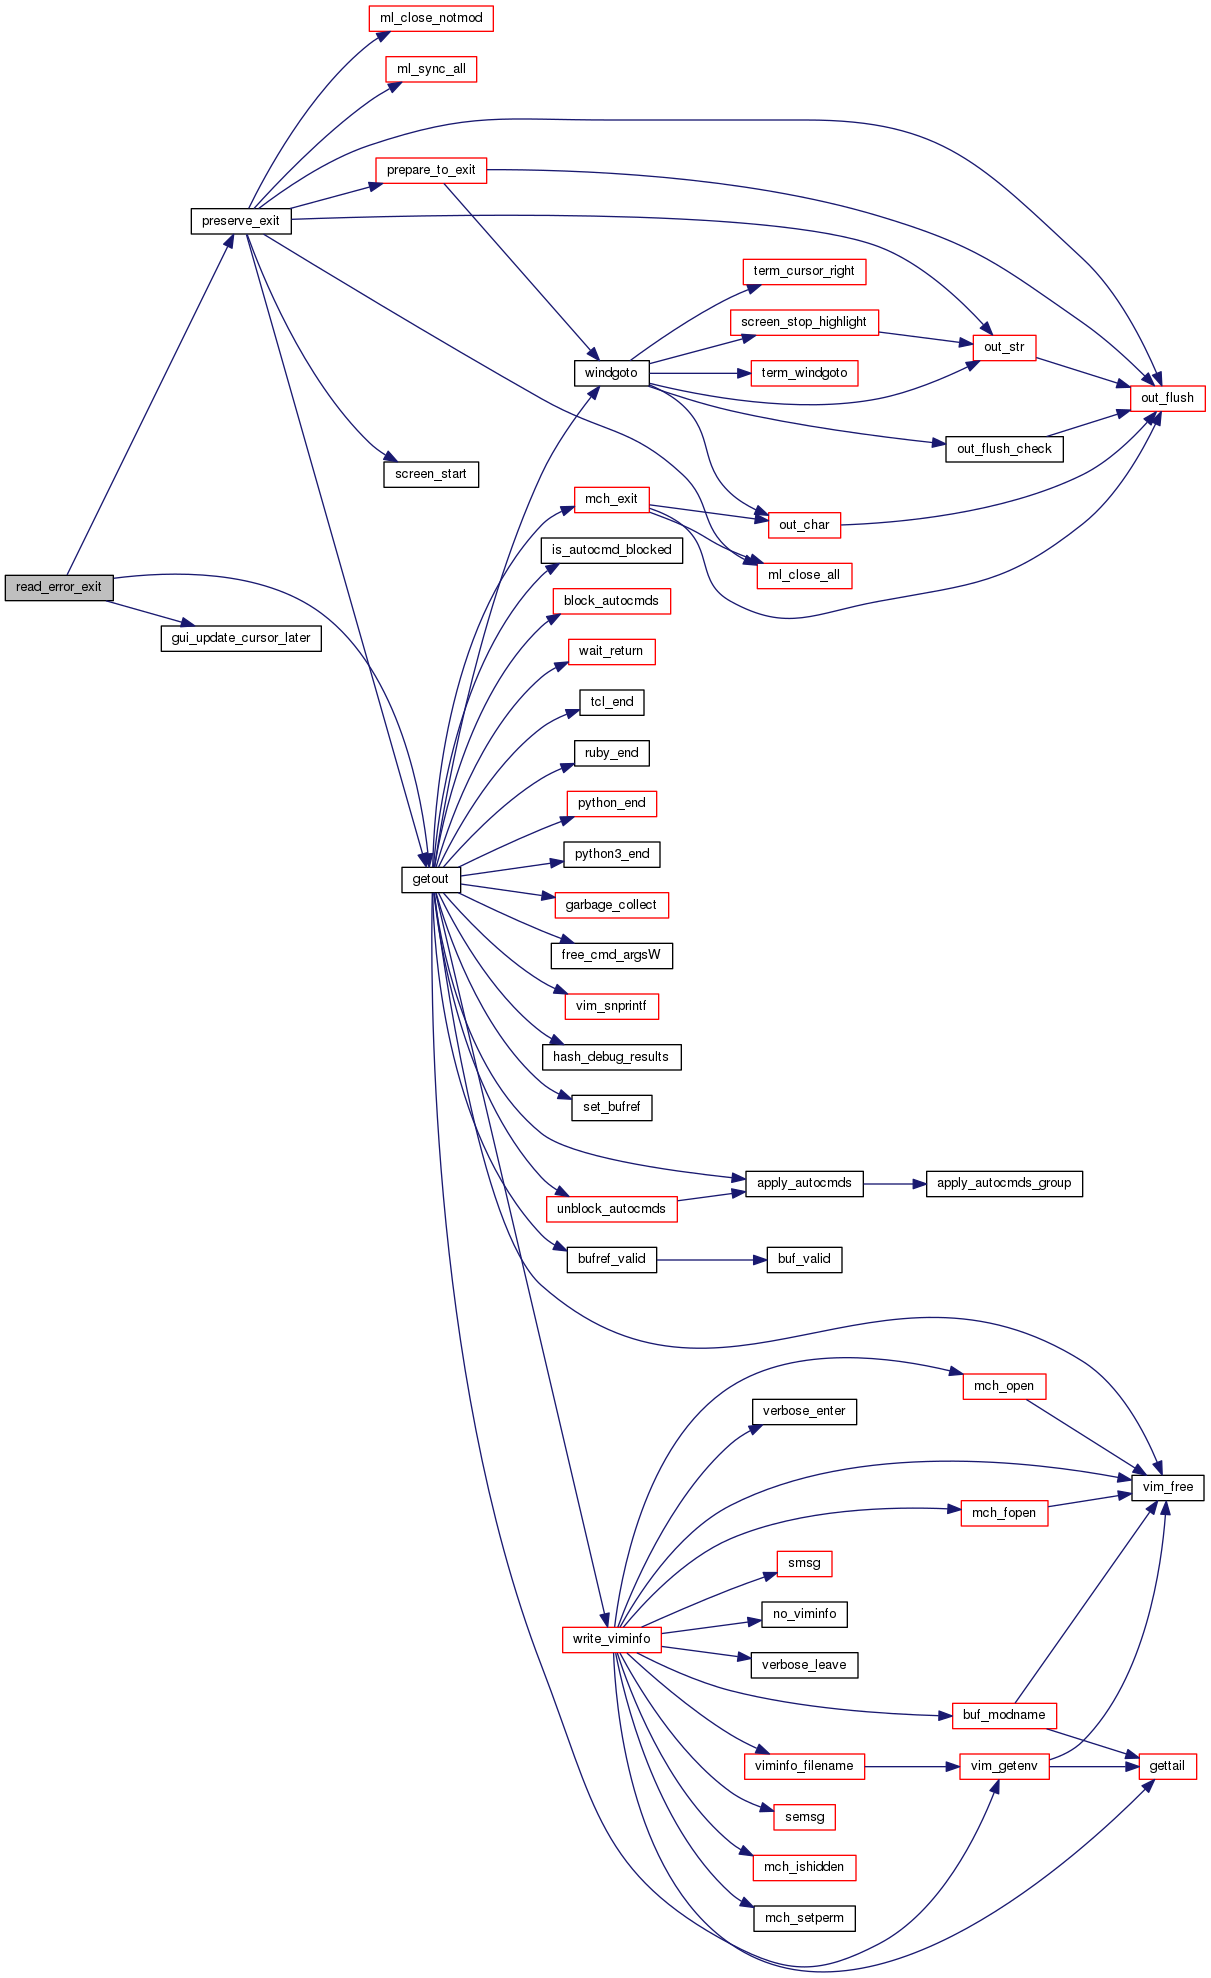 ml_close_notmod
ml_sync_all
prepare_to_exit
preserve_exit
term_cursor_right
screen_stop_highlight
out_str
windgoto
term_windgoto
out_flush
out_flush_check
screen_start
mch_exit
out_char
is_autocmd_blocked
ml_close_all
read_error_exit
block_autocmds
gui_update_cursor_later
wait_return
tcl_end
ruby_end
python_end
python3_end
getout
garbage_collect
free_cmd_argsW
vim_snprintf
hash_debug_results
set_bufref
apply_autocmds
apply_autocmds_group
unblock_autocmds
bufref_valid
buf_valid
mch_open
verbose_enter
vim_free
mch_fopen
smsg
no_viminfo
write_viminfo
verbose_leave
buf_modname
viminfo_filename
vim_getenv
gettail
semsg
mch_ishidden
mch_setperm